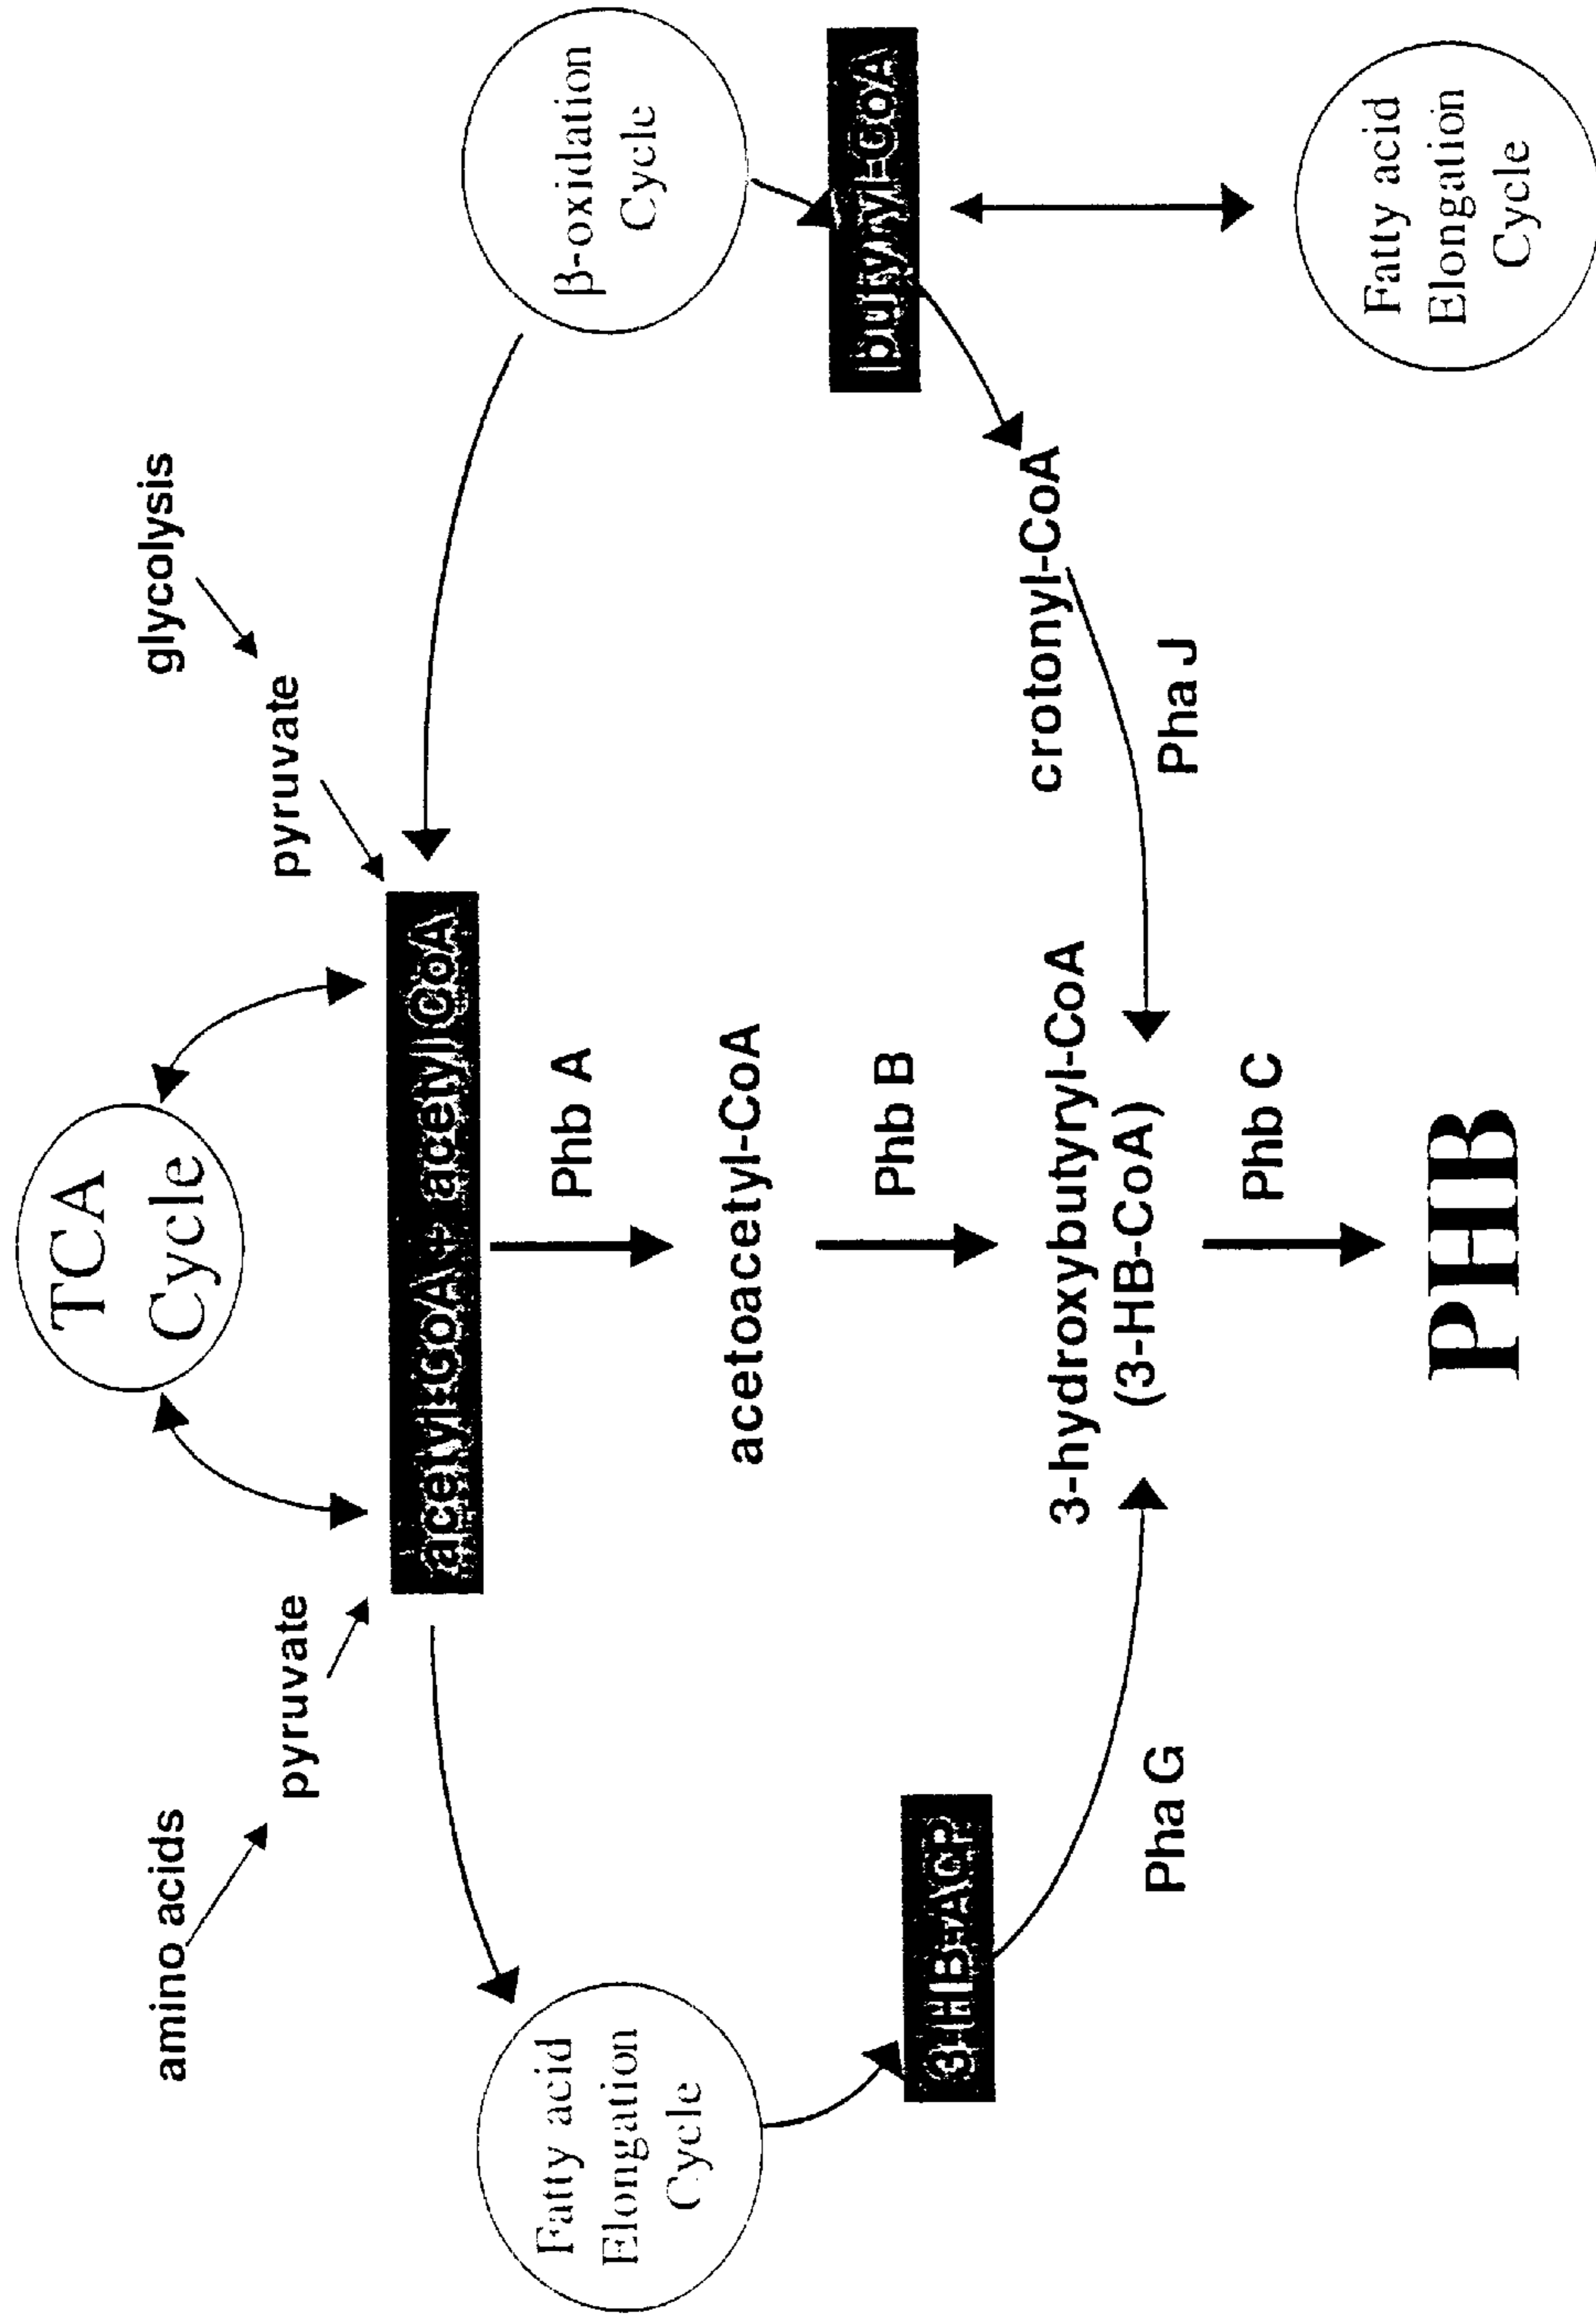 TCA
Cycle
amino acids
glycolysis
pyruvate
pyruvate
acetyl-CoA + acetyl CoA
Fatty acid
Elongation
Cycle
β-oxidation
Cycle
Phb A
acetoacetyl-CoA
3-HB-ACP
butyryl-CoA
Phb B
crotonyl-CoA
3-hydroxybutyryl-CoA
(3-HB-CoA)
Pha G
Pha J
Phb C
Fatty acid
Elongation
Cycle
PHB